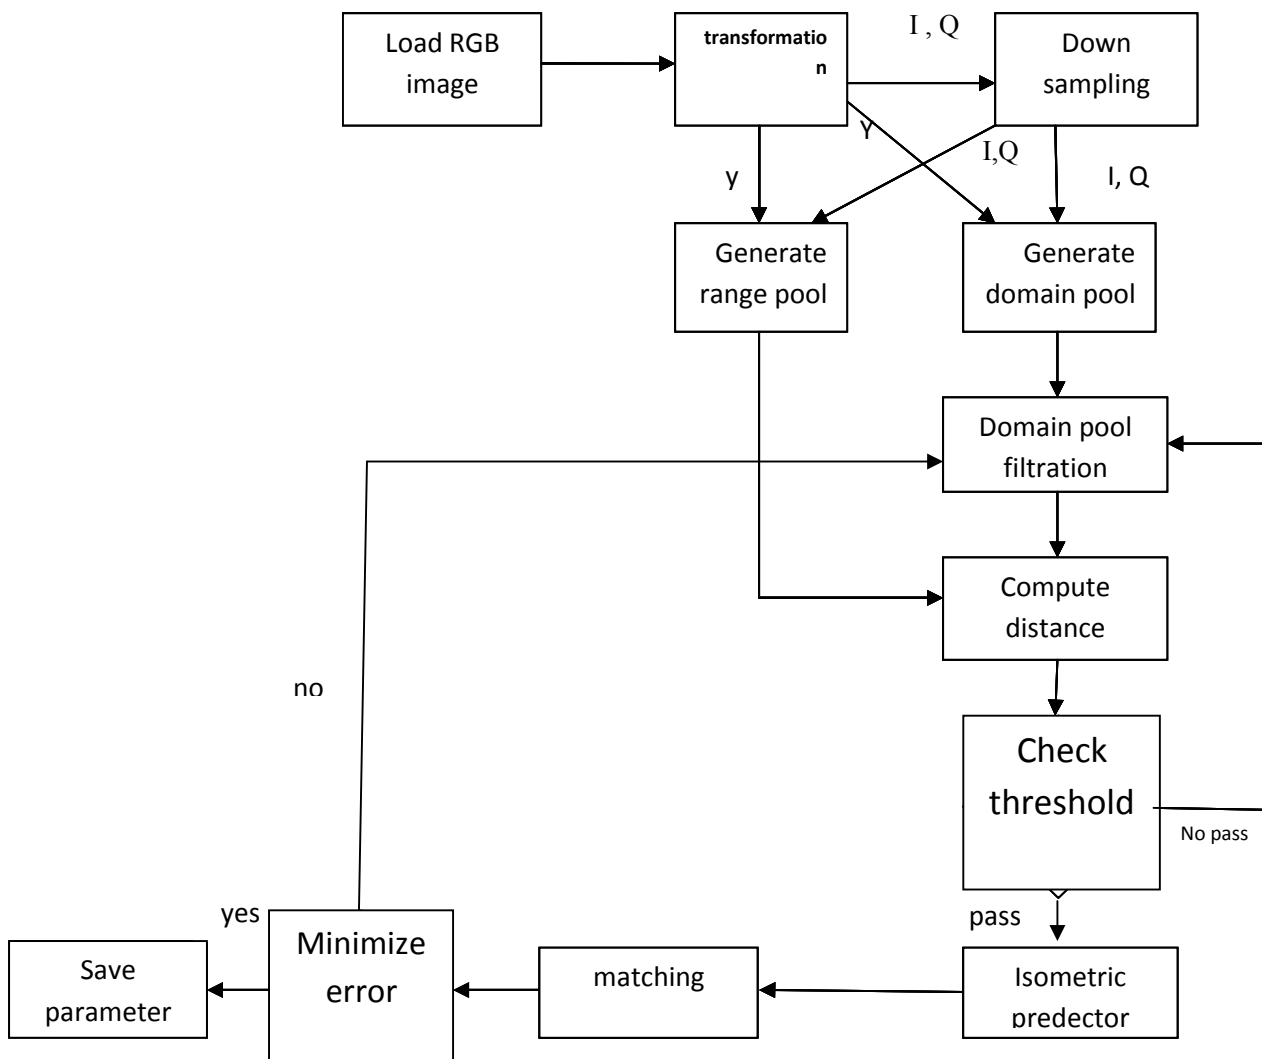 Load RGB
image
transformatio
n
I , Q
Down
sampling
Y
I,Q
y
I, Q
Generate
range pool
Generate
domain pool
Domain pool
filtration
Compute
distance
no
Check
threshold
No pass
pass
yes
Minimize
error
Save
parameter
matching
Isometric
predector